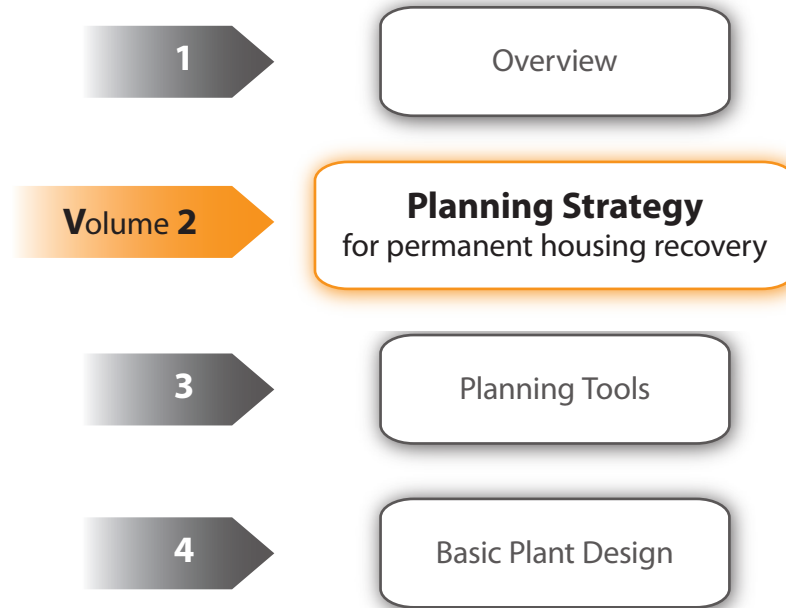 1
Overview
Volume 2
Planning Strategy
for permanent housing recovery
3
Planning Tools
4
Basic Plant Design